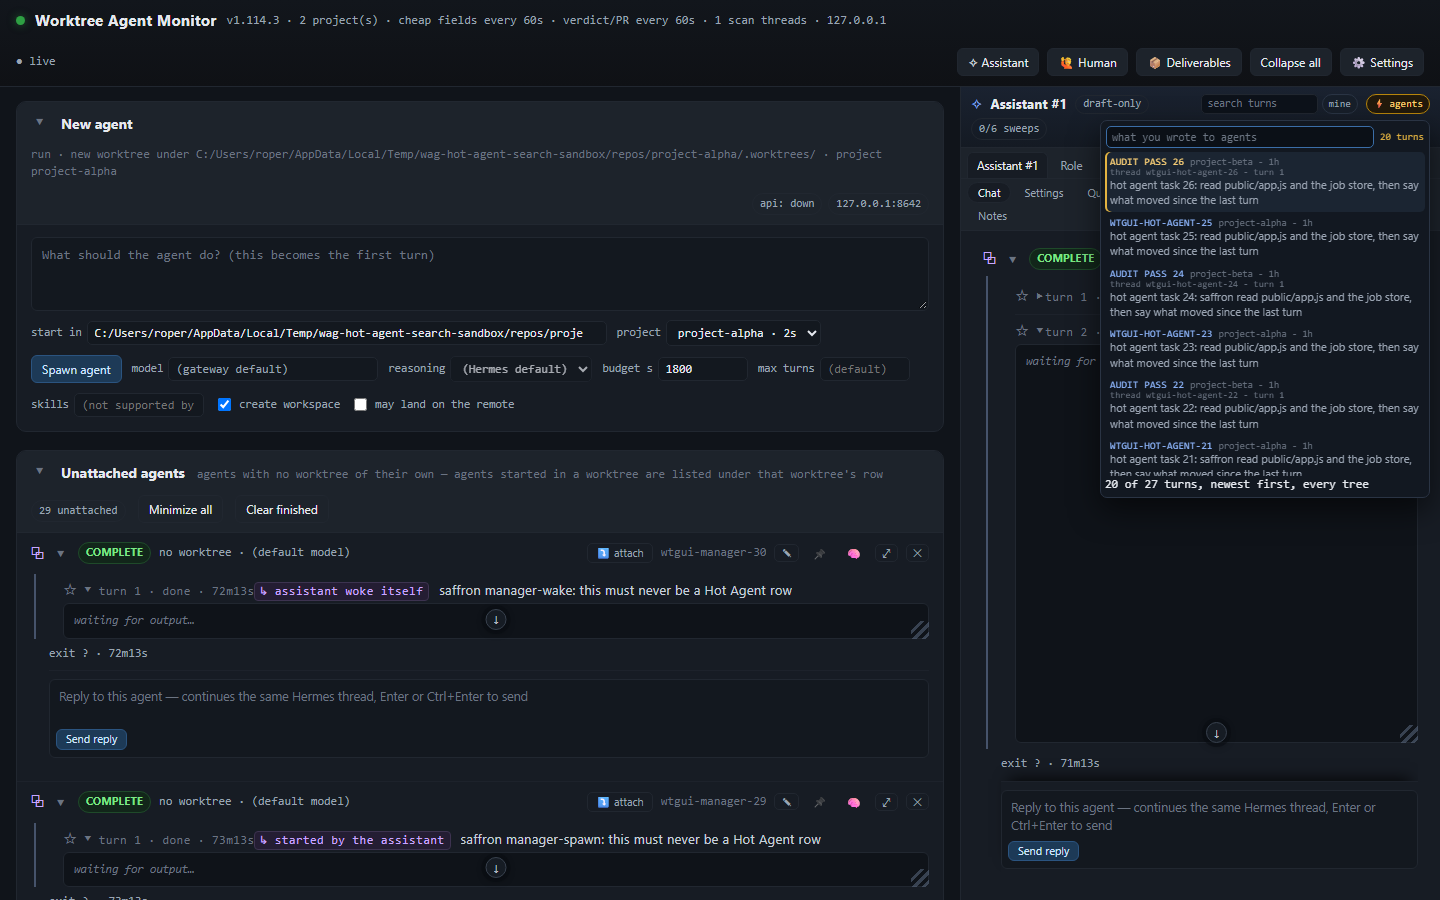 Worktree Agent Monitor v1.114.3 · 2 project(s) · cheap fields every 60s · verdict/PR every 60s · 1 scan threads · 127.0.0.1
live
Assistant
Human
Deliverables
Collapse all
Settings
New agent
run · new worktree under C:/Users/roper/AppData/Local/Temp/wag-hot-agent-search-sandbox/repos/project-alpha/.worktrees/ · project
project-alpha
api: down 127.0.0.1:8642
What should the agent do? (this becomes the first turn)
start in C:/Users/roper/AppData/Local/Temp/wag-hot-agent-search-sandbox/repos/proje project project-alpha · 2s
Spawn agent model (gateway default) reasoning (Hermes default) budget s 1800 max turns (default)
skills (not supported by create workspace may land on the remote
Unattached agents agents with no worktree of their own — agents started in a worktree are listed under that worktree's row
29 unattached Minimize all Clear finished
COMPLETE no worktree · (default model) attach wtgui-manager-30
turn 1 · done · 72m13s ↳ assistant woke itself saffron manager-wake: this must never be a Hot Agent row
waiting for output…
exit ? · 72m13s
Reply to this agent — continues the same Hermes thread, Enter or Ctrl+Enter to send
Send reply
COMPLETE no worktree · (default model) attach wtgui-manager-29
turn 1 · done · 73m13s ↳ started by the assistant saffron manager-spawn: this must never be a Hot Agent row
waiting for output…
Assistant #1 draft-only search turns mine agents
0/6 sweeps
Assistant #1 Role
Chat Settings Qu
Notes
COMPLETE
turn 1 ·
turn 2 ·
waiting for
what you wrote to agents 20 turns
AUDIT PASS 26 project-beta - 1h
thread wtgui-hot-agent-26 - turn 1
hot agent task 26: read public/app.js and the job store, then say
what moved since the last turn
WTGUI-HOT-AGENT-25 project-alpha - 1h
hot agent task 25: read public/app.js and the job store, then say
what moved since the last turn
AUDIT PASS 24 project-beta - 1h
thread wtgui-hot-agent-24 - turn 1
hot agent task 24: saffron read public/app.js and the job store,
then say what moved since the last turn
WTGUI-HOT-AGENT-23 project-alpha - 1h
hot agent task 23: read public/app.js and the job store, then say
what moved since the last turn
AUDIT PASS 22 project-beta - 1h
thread wtgui-hot-agent-22 - turn 1
hot agent task 22: read public/app.js and the job store, then say
what moved since the last turn
WTGUI-HOT-AGENT-21 project-alpha - 1h
hot agent task 21: saffron read public/app.js and the job store,
then say what moved since the last turn
20 of 27 turns, newest first, every tree
exit ? · 71m13s
Reply to this agent — continues the same Hermes thread, Enter or
Ctrl+Enter to send
Send reply